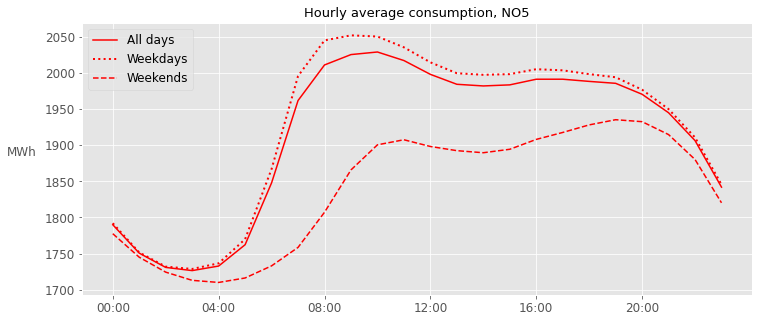 Hourly average consumption, NO5
All days
Weekdays
Weekends
MWh
2050
2000
1950
1900
1850
1800
1750
1700
00:00 04:00 08:00 12:00 16:00 20:00